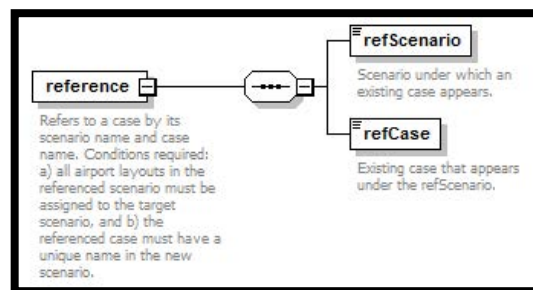 reference
Refers to a case by its
scenario name and case
name. Conditions required:
a) all airport layouts in the
referenced scenario must be
assigned to the target
scenario, and b) the
referenced case must have a
unique name in the new
scenario.
refScenario
Scenario under which an
existing case appears.
refCase
Existing case that appears
under the refScenario.